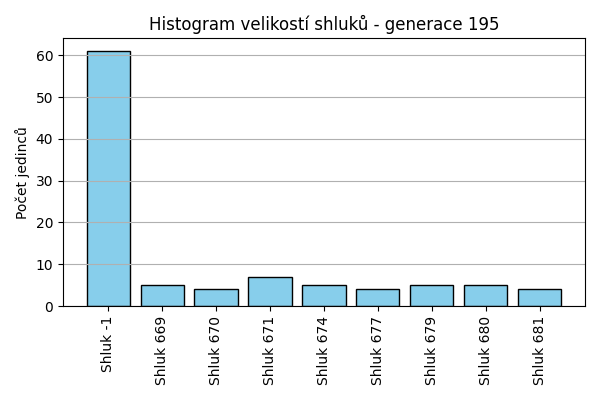 Histogram velikostí shluků - generace 195
Počet jedinců
60
50
40
30
20
10
0
Shluk -1
Shluk 669
Shluk 670
Shluk 671
Shluk 674
Shluk 677
Shluk 679
Shluk 680
Shluk 681